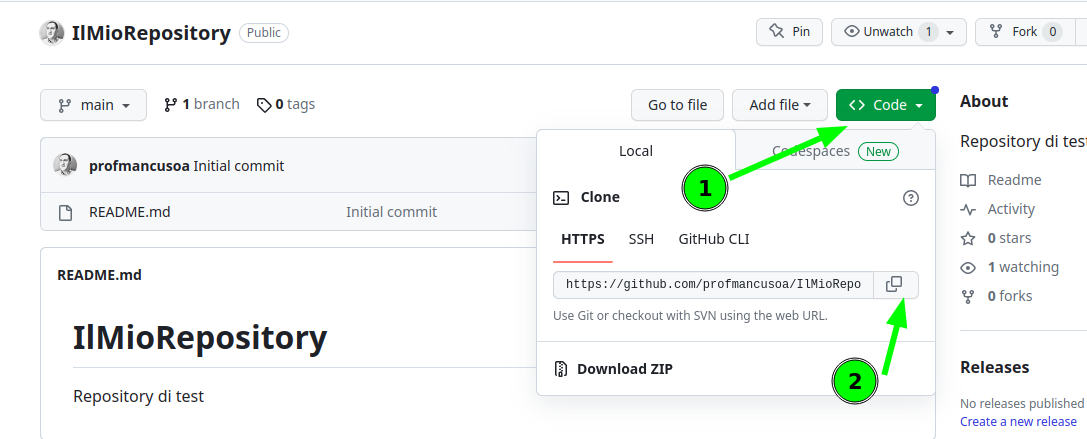 IlMioRepository Public
Pin
Unwatch 1
Fork 0
main
1 branch
0 tags
Go to file
Add file
Code
profmancusoa Initial commit
README.md Initial commit
README.md
IlMioRepository
Repository di test
Local
Codespaces New
1
Clone
HTTPS SSH GitHub CLI
https://github.com/profmancusoa/IlMioRepo
Use Git or checkout with SVN using the web URL.
Download ZIP
2
About
Repository di test
Readme
Activity
0 stars
1 watching
0 forks
Releases
No releases published
Create a new release